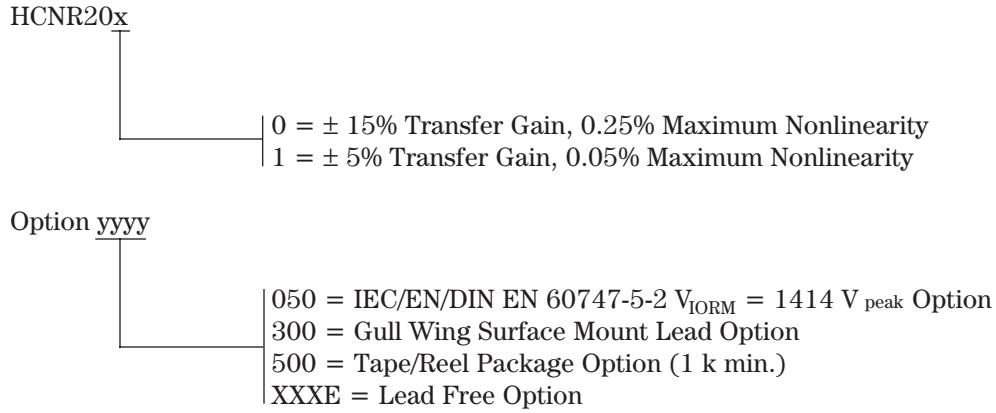 HCNR20x
0 = ± 15% Transfer Gain, 0.25% Maximum Nonlinearity
1 = ± 5% Transfer Gain, 0.05% Maximum Nonlinearity
Option yyyy
050 = IEC/EN/DIN EN 60747-5-2 VIORM = 1414 V peak Option
300 = Gull Wing Surface Mount Lead Option
500 = Tape/Reel Package Option (1 k min.)
XXXE = Lead Free Option